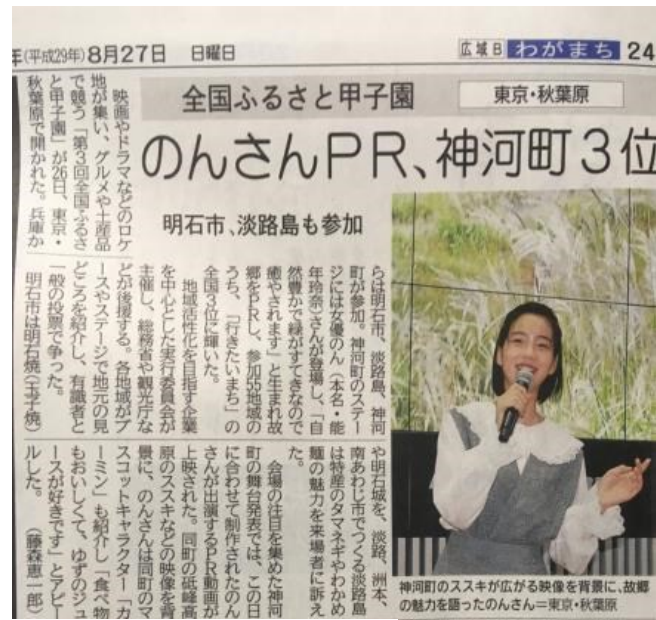 年(平成29年)8月27日 日曜日 広域B わがまち 24
全国ふるさと甲子園 東京・秋葉原
のんさんPR、神河町3位
明石市、淡路島も参加
映画やドラマなどのロケ
地が集い、グルメや土産品
で競う「第3回全国ふるさ
と甲子園」が26日、東京・
秋葉原で開かれた。兵庫か
らは明石市、淡路島、神河
町が参加。神河町のステー
ジには女優のん(本名・能
年玲奈)さんが登場し、「自
然豊かで緑がすてきなので
癒やされます」と生まれ故
郷をPRし、参加55地域の
うち、「行きたいまち」の
全国3位に輝いた。
地域活性化を目指す企業
を中心とした実行委員会が
主催し、総務省や観光庁な
どが後援する。各地域がブ
ースやステージで地元の見
どころを紹介し、有識者と
一般の投票で争った。
明石市は明石焼(玉子焼)
や明石城を、淡路、洲本、
南あわじ市でつくる淡路島
は特産のタマネギやわかめ
麺の魅力を来場者に訴え
た。
会場の注目を集めた神河
町の舞台発表では、この日
に合わせて制作されたのん
さんが出演するPR動画が
上映された。同町の砥峰高
原のススキなどの映像を背
景に、のんさんは同町のマ
スコットキャラクター「カ
ーミン」も紹介し「食べ物
もおいしくて、ゆずのジュ
ースが好きです」とアピー
ルした。 (藤森恵一郎)
神河町のススキが広がる映像を背景に、故郷
の魅力を語ったのんさん=東京・秋葉原